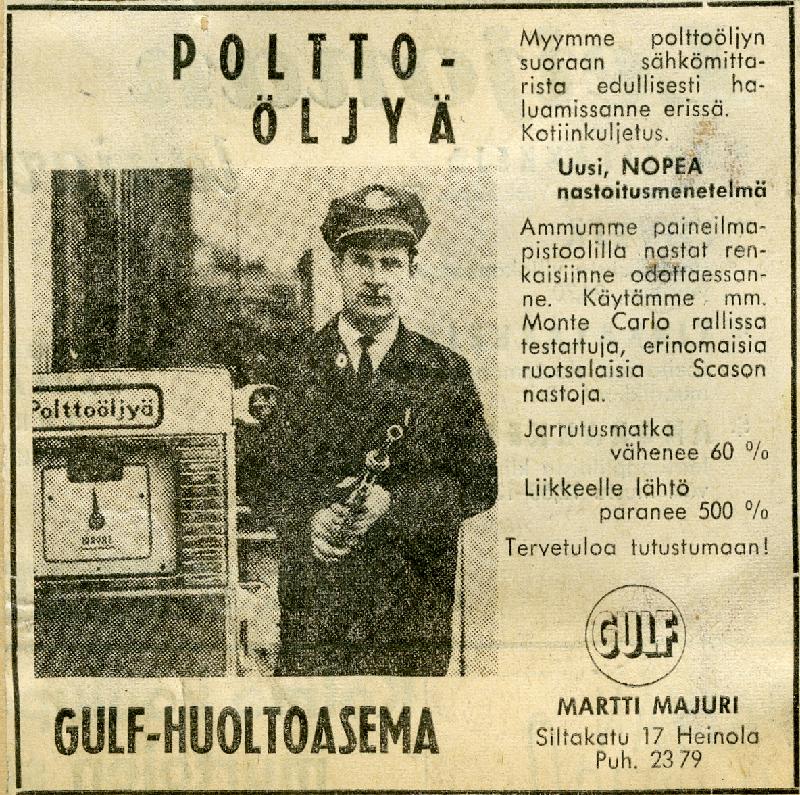 POLTTO-
ÖLJYÄ
Myymme polttoöljyn
suoraan sähkömitta-
rista edullisesti ha-
luamissanne erissä.
Kotiinkuljetus.
Uusi, NOPEA
nastoitusmenetelmä
Ammumme paineilma-
pistoolilla nastat ren-
kaisiinne odottaessan-
ne. Käytämme mm.
Monte Carlo rallissa
testattuja, erinomaisia
ruotsalaisia Scason
nastoja.
Jarrutusmatka
vähenee 60 %
Liikkeelle lähtö
paranee 500 %
Tervetuloa tutustumaan!
Polttoöljyä
GULF
GULF-HUOLTOASEMA
MARTTI MAJURI
Siltakatu 17 Heinola
Puh. 23 79